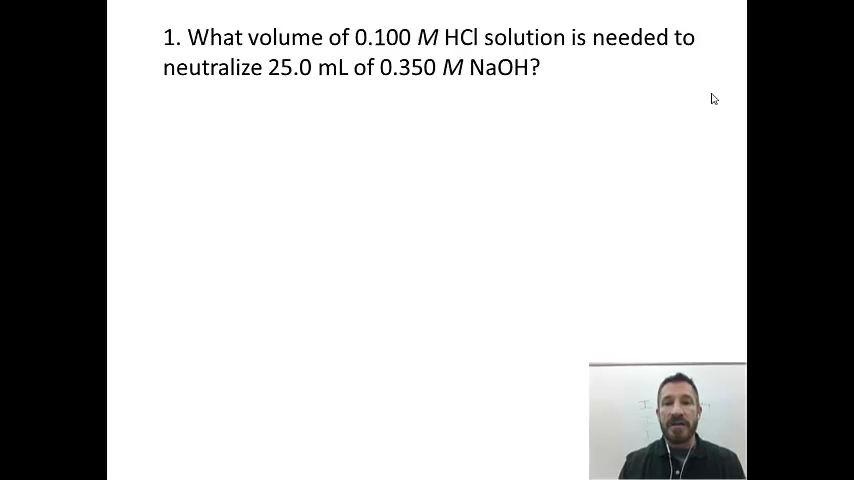 1. What volume of 0.100 M HCl solution is needed to
neutralize 25.0 mL of 0.350 M NaOH?